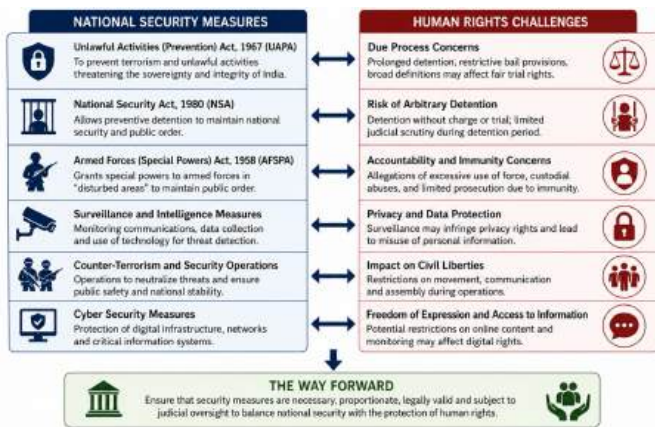 NATIONAL SECURITY MEASURES
HUMAN RIGHTS CHALLENGES
Unlawful Activities (Prevention) Act, 1967 (UAPA)
To prevent terrorism and unlawful activities
threatening the sovereignty and integrity of India.
Due Process Concerns
Prolonged detention, restrictive bail provisions,
broad definitions may affect fair trial rights.
National Security Act, 1980 (NSA)
Allows preventive detention to maintain national
security and public order.
Risk of Arbitrary Detention
Detention without charge or trial; limited
judicial scrutiny during detention period.
Armed Forces (Special Powers) Act, 1958 (AFSPA)
Grants special powers to armed forces in
"disturbed areas" to maintain public order.
Accountability and Immunity Concerns
Allegations of excessive use of force, custodial
abuses, and limited prosecution due to immunity.
Surveillance and Intelligence Measures
Monitoring communications, data collection
and use of technology for threat detection.
Privacy and Data Protection
Surveillance may infringe privacy rights and lead
to misuse of personal information.
Counter-Terrorism and Security Operations
Operations to neutralize threats and ensure
public safety and national stability.
Impact on Civil Liberties
Restrictions on movement, communication
and assembly during operations.
Cyber Security Measures
Protection of digital infrastructure, networks
and critical information systems.
Freedom of Expression and Access to Information
Potential restrictions on online content and
monitoring may affect digital rights.
THE WAY FORWARD
Ensure that security measures are necessary, proportionate, legally valid and subject to
judicial oversight to balance national security with the protection of human rights.